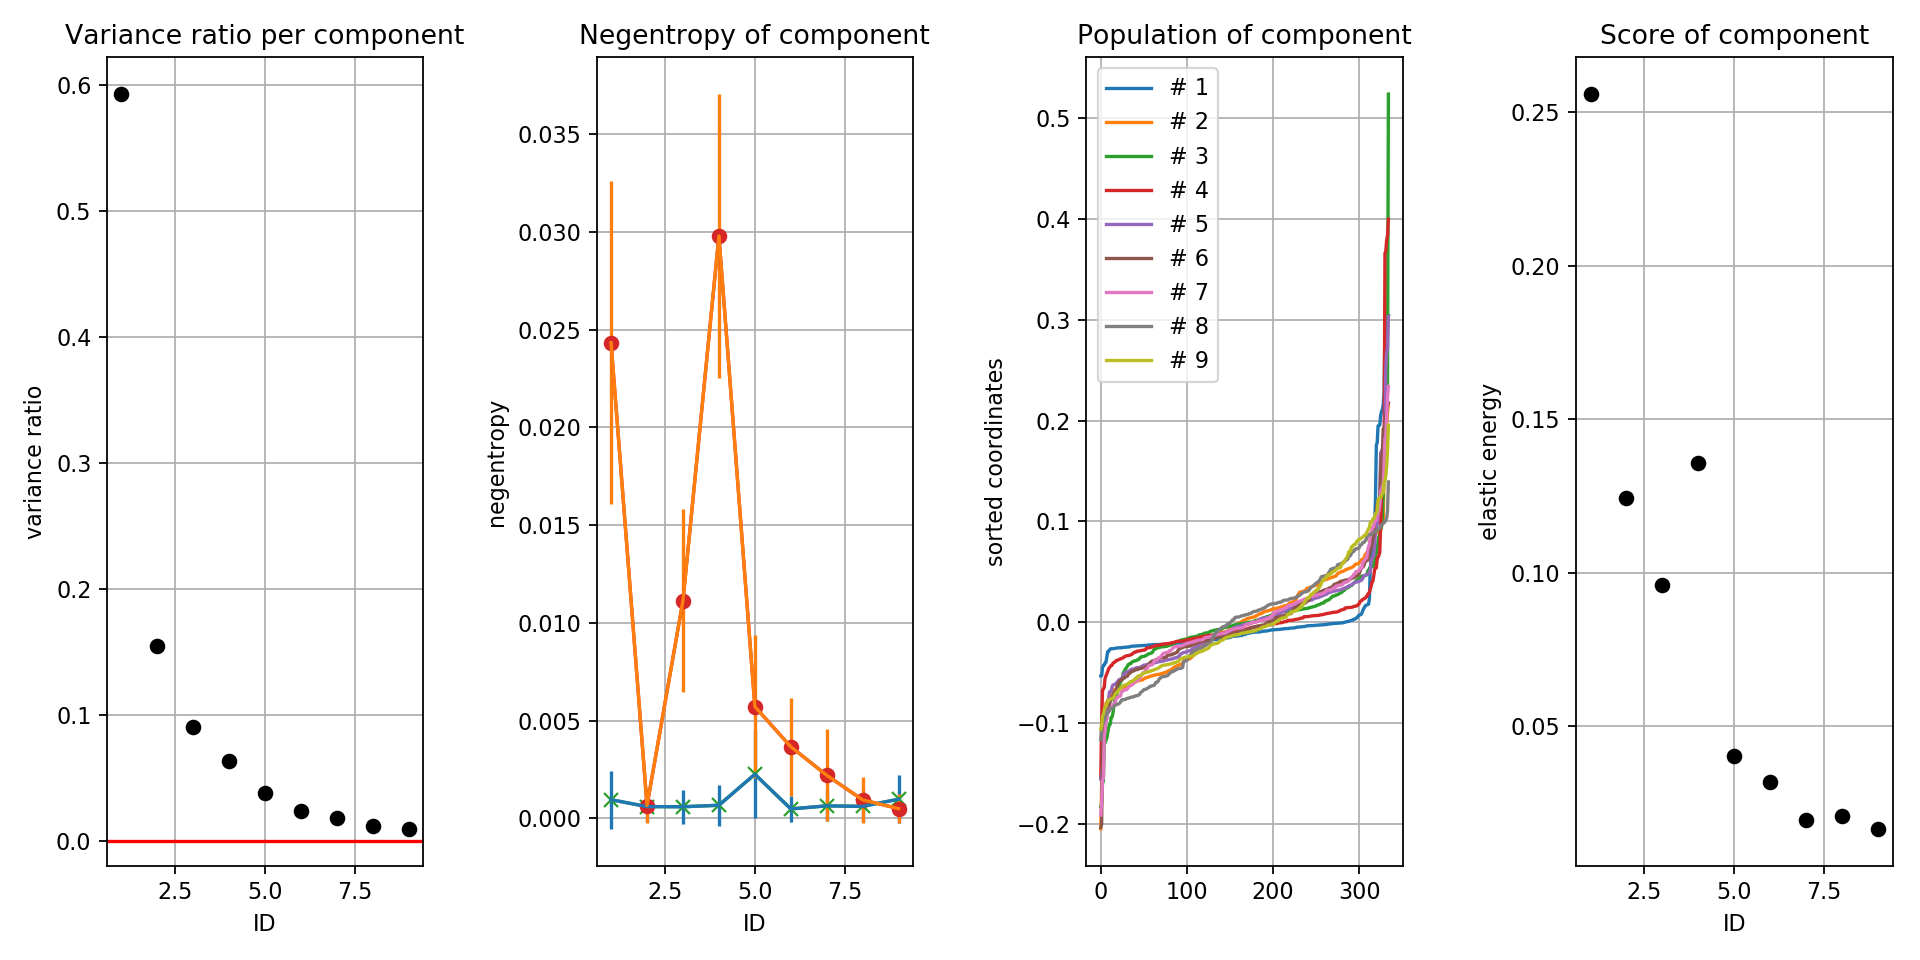 Variance ratio per component
variance ratio
0.6
0.5
0.4
0.3
0.2
0.1
0.0
2.5 5.0 7.5
ID
Negentropy of component
negentropy
0.035
0.030
0.025
0.020
0.015
0.010
0.005
0.000
2.5 5.0 7.5
ID
Population of component
sorted coordinates
0.5
0.4
0.3
0.2
0.1
0.0
−0.1
−0.2
# 1
# 2
# 3
# 4
# 5
# 6
# 7
# 8
# 9
0 100 200 300
Score of component
elastic energy
0.25
0.20
0.15
0.10
0.05
2.5 5.0 7.5
ID